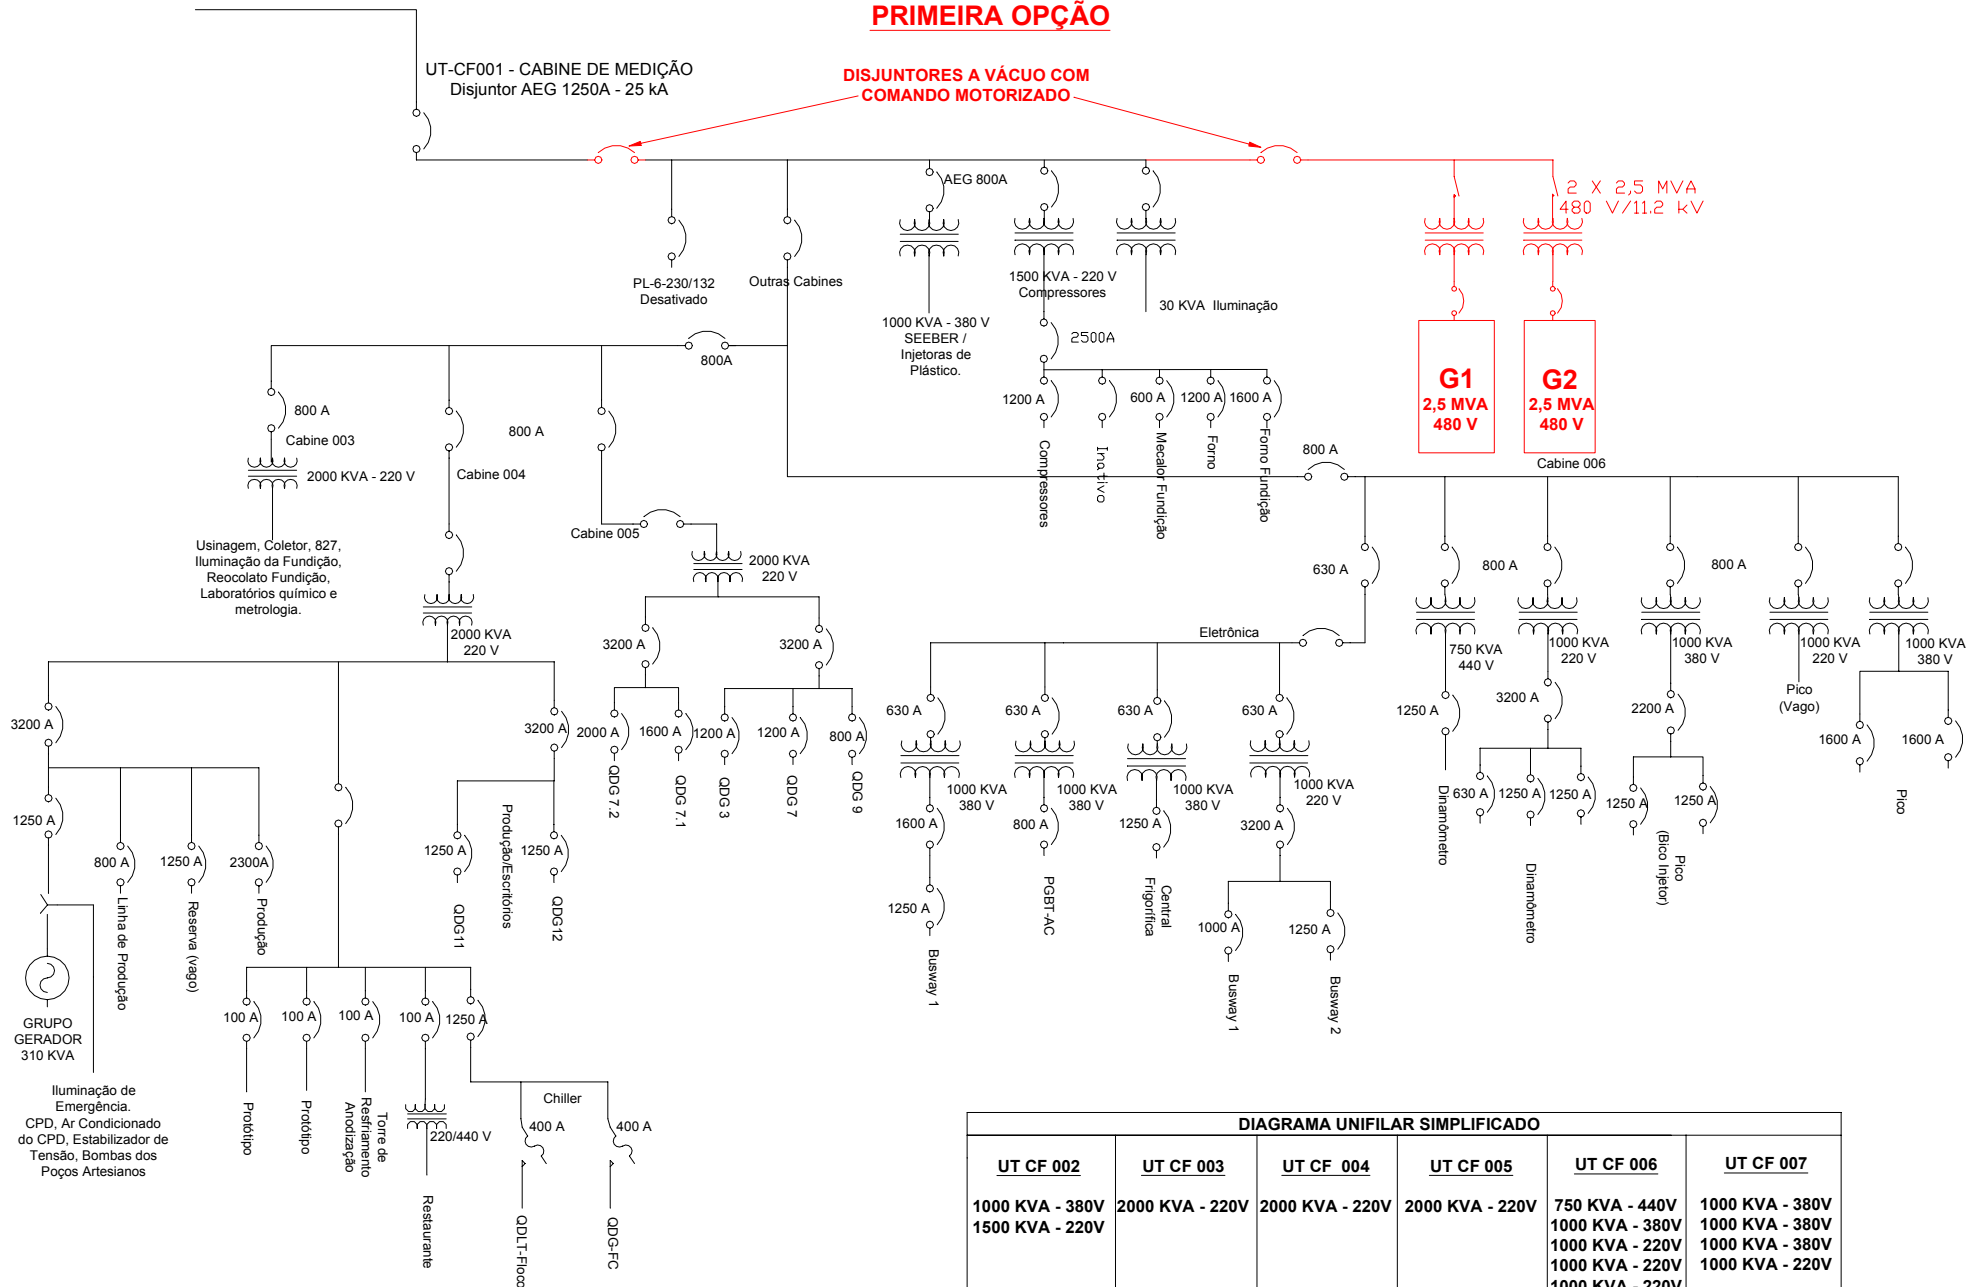 PRIMEIRA OPÇÃO
UT-CF001 - CABINE DE MEDIÇÃO
Disjuntor AEG 1250A - 25 kA
DISJUNTORES A VÁCUO COM
COMANDO MOTORIZADO
AEG 800A
2 X 2,5 MVA
480 V/11.2 kV
PL-6-230/132
Desativado
Outras Cabines
1500 KVA - 220 V
Compressores
30 KVA Iluminação
1000 KVA - 380 V
SEEBER /
Injetoras de
Plástico.
2500A
800A
G1
2,5 MVA
480 V
G2
2,5 MVA
480 V
1200 A
600 A
1200 A
1600 A
Compressores
Inativo
Mecalor Fundição
Forno
Forno Fundição
800 A
Cabine 003
2000 KVA - 220 V
800 A
Cabine 004
Cabine 005
800 A
Cabine 006
Usinagem, Coletor, 827,
Iluminação da Fundição,
Reocolato Fundição,
Laboratórios químico e
metrologia.
2000 KVA
220 V
2000 KVA
220 V
630 A
800 A
800 A
Eletrônica
750 KVA
440 V
1000 KVA
220 V
1000 KVA
380 V
1000 KVA
220 V
1000 KVA
380 V
3200 A
3200 A
3200 A
3200 A
2000 A
1600 A
1200 A
1200 A
800 A
QDG 7.2
QDG 7.1
QDG 3
QDG 7
QDG 9
630 A
630 A
630 A
630 A
1000 KVA
380 V
1000 KVA
380 V
1000 KVA
380 V
1000 KVA
220 V
1250 A
3200 A
2200 A
Pico
(Vago)
1600 A
1600 A
Pico
Dinamômetro
630 A
1250 A
1250 A
Dinamômetro
1250 A
1250 A
Pico
(Bico Injetor)
1250 A
800 A
1250 A
2300A
Linha de Produção
Reserva (vago)
Produção
1250 A
1250 A
QDG11
Produção/Escritórios
QDG12
1600 A
800 A
1250 A
3200 A
1250 A
Busway 1
PGBT-AC
Central
Frigorífica
1000 A
1250 A
Busway 1
Busway 2
GRUPO
GERADOR
310 KVA
Iluminação de
Emergência.
CPD, Ar Condicionado
do CPD, Estabilizador de
Tensão, Bombas dos
Poços Artesianos
100 A
100 A
100 A
100 A
1250 A
Protótipo
Protótipo
Torre de
Resfriamento
Anodização
220/440 V
Restaurante
Chiller
400 A
400 A
QDLT-Flocc
QDG-FC
DIAGRAMA UNIFILAR SIMPLIFICADO
UT CF 002
UT CF 003
UT CF 004
UT CF 005
UT CF 006
UT CF 007
1000 KVA - 380V
1500 KVA - 220V
2000 KVA - 220V
2000 KVA - 220V
2000 KVA - 220V
750 KVA - 440V
1000 KVA - 380V
1000 KVA - 220V
1000 KVA - 220V
1000 KVA - 220V
1000 KVA - 380V
1000 KVA - 380V
1000 KVA - 380V
1000 KVA - 220V